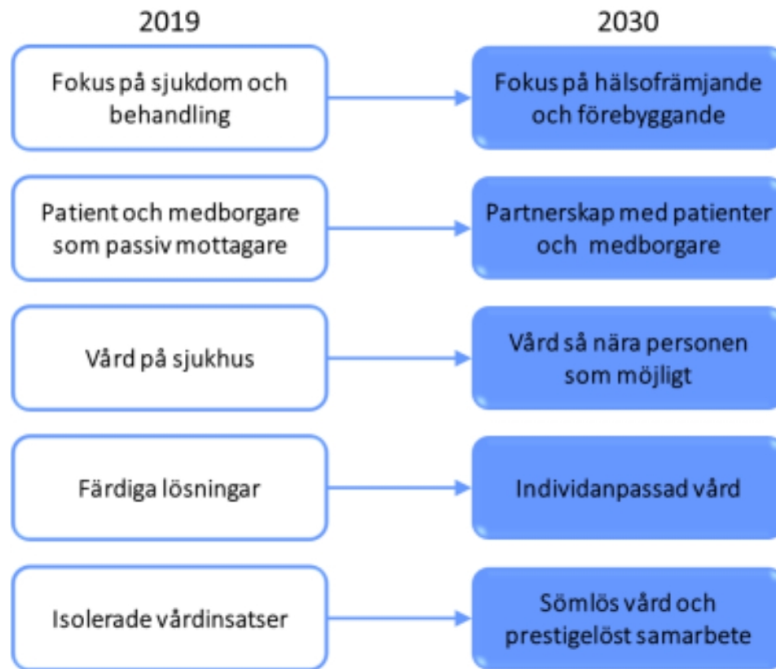 2019
2030
Fokus på sjukdom och
behandling
Fokus på hälsofrämjande
och förebyggande
Patient och medborgare
som passiv mottagare
Partnerskap med patienter
och medborgare
Vård på sjukhus
Vård så nära personen
som möjligt
Färdiga lösningar
Individanpassad vård
Isolerade vårdinsatser
Sömlös vård och
prestigelöst samarbete